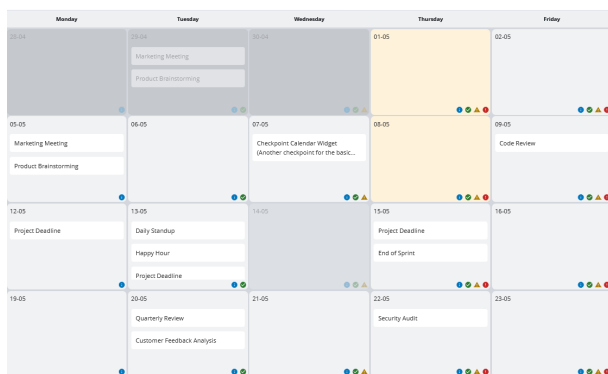 Monday Tuesday Wednesday Thursday Friday
28-04 29-04 30-04 01-05 02-05
Marketing Meeting
Product Brainstorming
05-05 06-05 07-05 08-05 09-05
Marketing Meeting Checkpoint Calendar Widget Code Review
(Another checkpoint for the basic...
Product Brainstorming
12-05 13-05 14-05 15-05 16-05
Project Deadline Daily Standup Project Deadline
Happy Hour End of Sprint
Project Deadline
19-05 20-05 21-05 22-05 23-05
Quarterly Review Security Audit
Customer Feedback Analysis